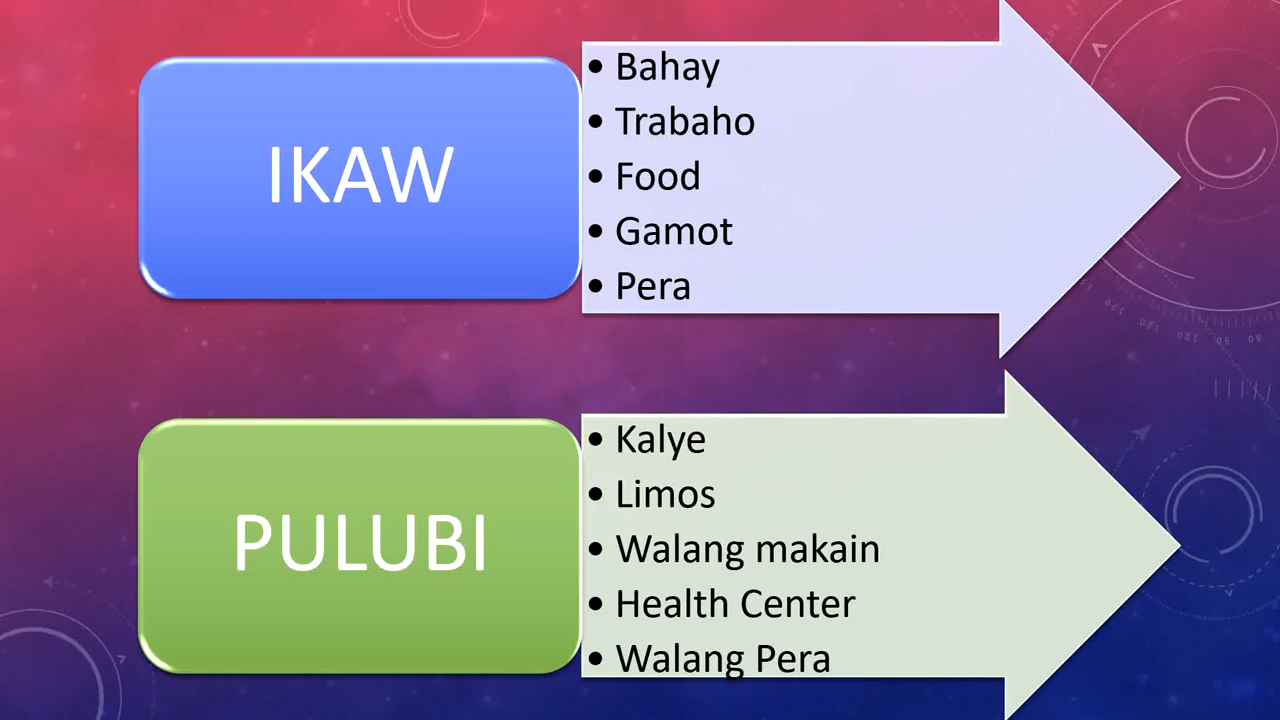 IKAW
• Bahay
• Trabaho
• Food
• Gamot
• Pera
PULUBI
• Kalye
• Limos
• Walang makain
• Health Center
• Walang Pera